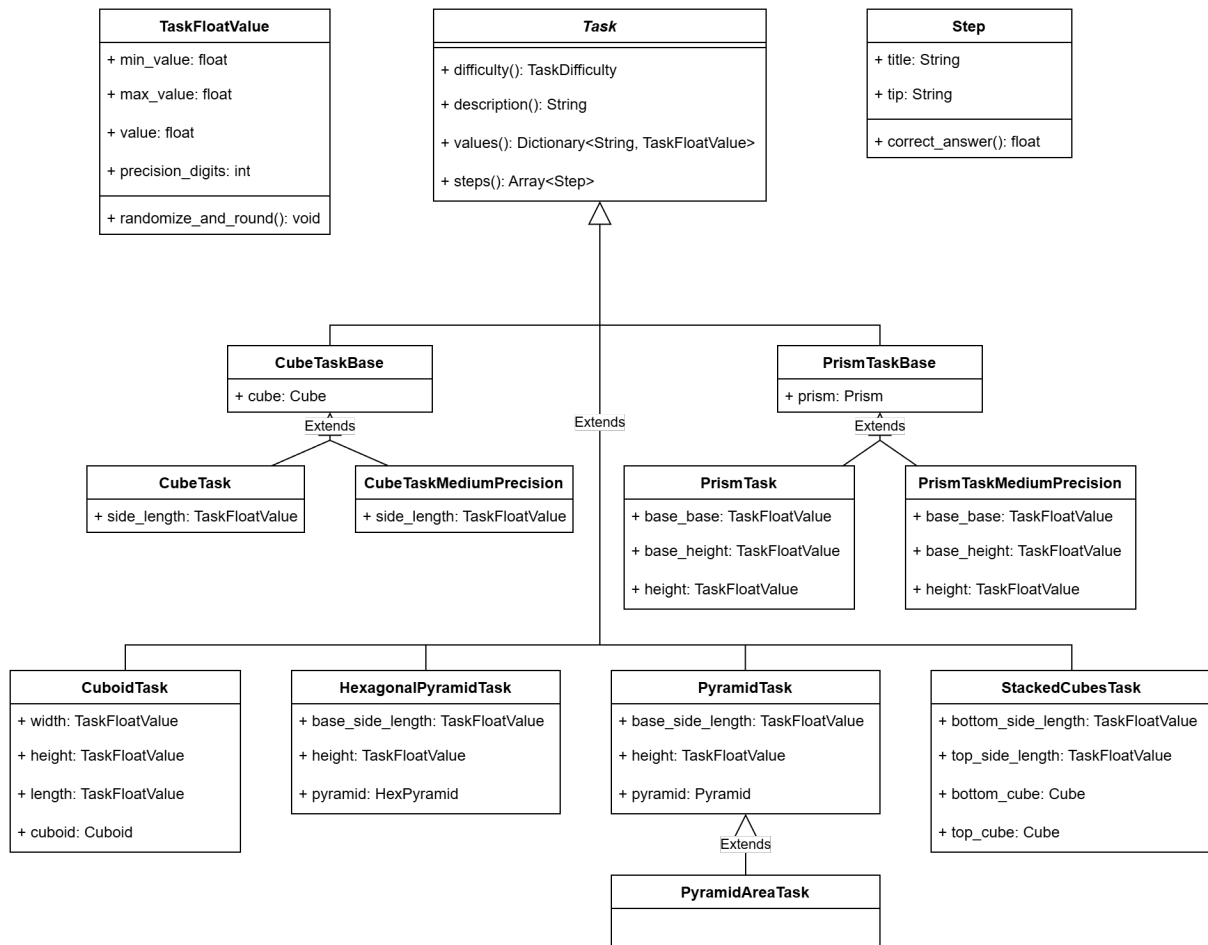 TaskFloatValue
+ min_value: float
+ max_value: float
+ value: float
+ precision_digits: int
+ randomize_and_round(): void
Task
+ difficulty(): TaskDifficulty
+ description(): String
+ values(): Dictionary<String, TaskFloatValue>
+ steps(): Array<Step>
Step
+ title: String
+ tip: String
+ correct_answer(): float
CubeTaskBase
+ cube: Cube
Extends
PrismTaskBase
+ prism: Prism
Extends
Extends
CubeTask
+ side_length: TaskFloatValue
CubeTaskMediumPrecision
+ side_length: TaskFloatValue
PrismTask
+ base_base: TaskFloatValue
+ base_height: TaskFloatValue
+ height: TaskFloatValue
PrismTaskMediumPrecision
+ base_base: TaskFloatValue
+ base_height: TaskFloatValue
+ height: TaskFloatValue
CuboidTask
+ width: TaskFloatValue
+ height: TaskFloatValue
+ length: TaskFloatValue
+ cuboid: Cuboid
HexagonalPyramidTask
+ base_side_length: TaskFloatValue
+ height: TaskFloatValue
+ pyramid: HexPyramid
PyramidTask
+ base_side_length: TaskFloatValue
+ height: TaskFloatValue
+ pyramid: Pyramid
StackedCubesTask
+ bottom_side_length: TaskFloatValue
+ top_side_length: TaskFloatValue
+ bottom_cube: Cube
+ top_cube: Cube
Extends
PyramidAreaTask